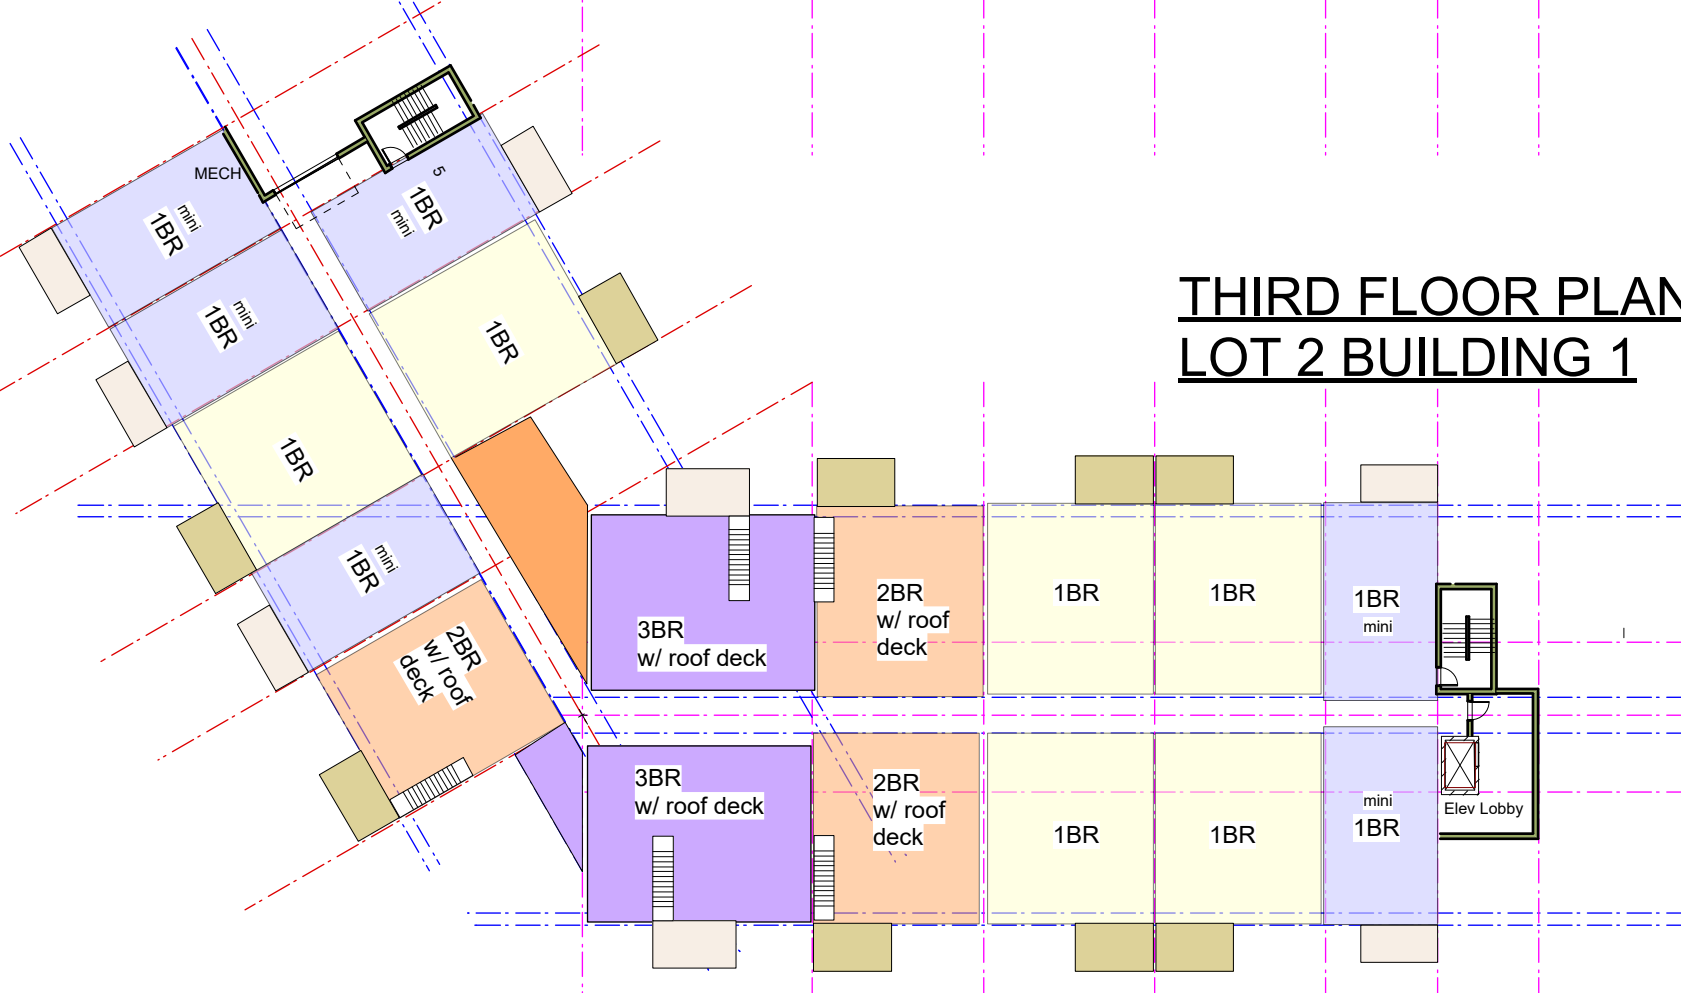 THIRD FLOOR PLAN
LOT 2 BUILDING 1
MECH
1BR
mini
1BR
mini
5
1BR
mini
1BR
1BR
1BR
mini
2BR
w/ roof
deck
3BR
w/ roof deck
2BR
w/ roof
deck
1BR
1BR
1BR
mini
3BR
w/ roof deck
2BR
w/ roof
deck
1BR
1BR
mini
1BR
Elev Lobby